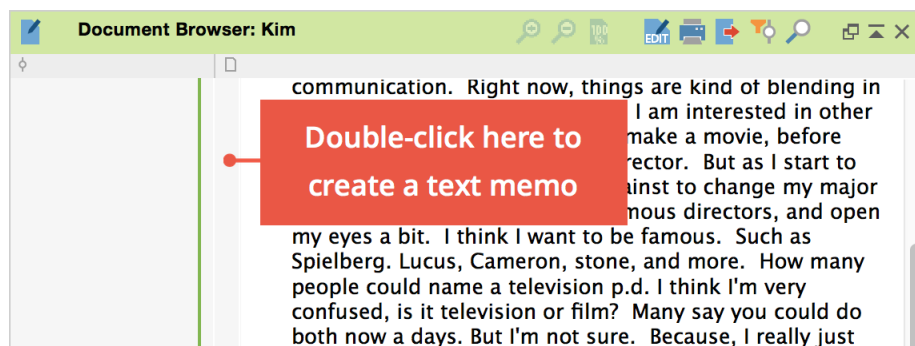 Document Browser: Kim
100
%
EDIT
communication.  Right now, things are kind of blending in
I am interested in other
make a movie, before
rector.  But as I start to
ainst to change my major
mous directors, and open
Double-click here to
create a text memo
my eyes a bit.  I think I want to be famous.  Such as
Spielberg. Lucus, Cameron, stone, and more.  How many
people could name a television p.d. I think I'm very
confused, is it television or film?  Many say you could do
both now a days. But I'm not sure.  Because, I really just